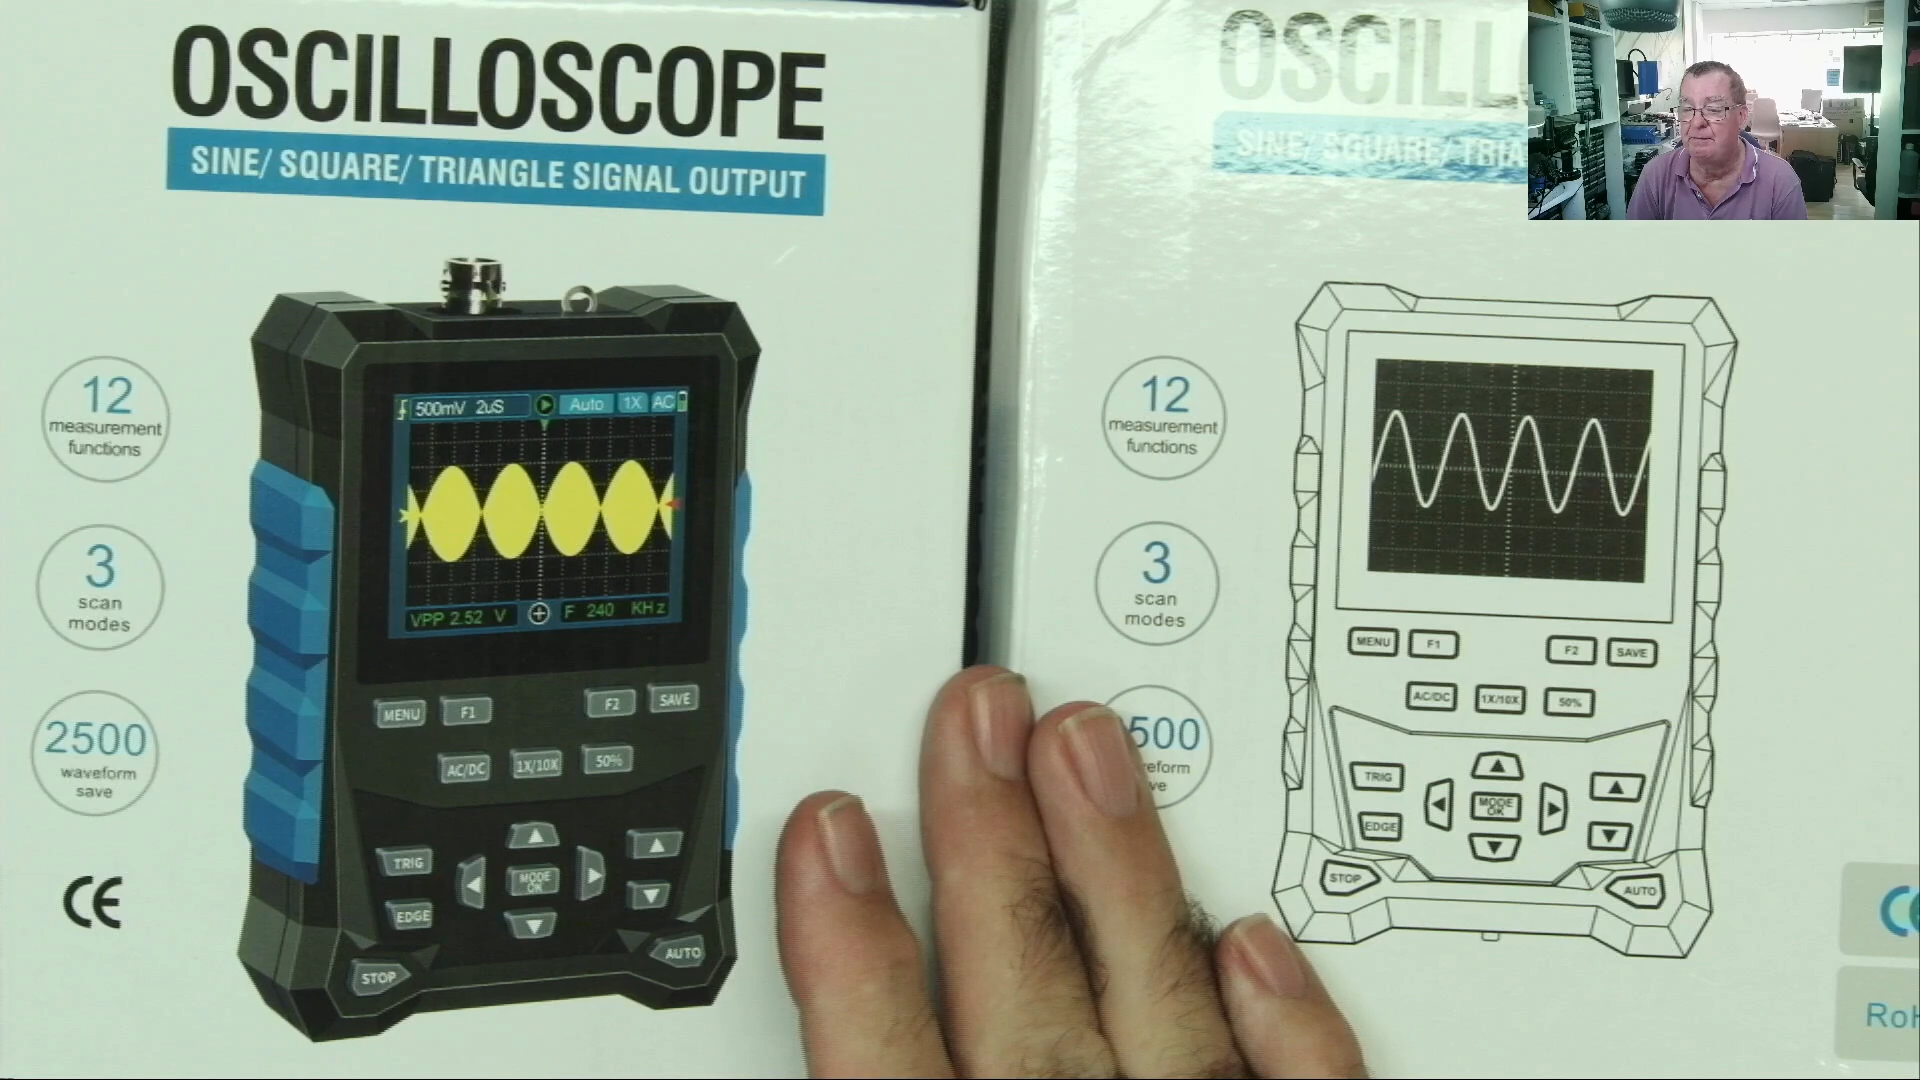 OSCILLOSCOPE
SINE/ SQUARE/ TRIANGLE SIGNAL OUTPUT
12
measurement
functions
3
scan
modes
2500
waveform
save
CE
500mV 2uS Auto 1X AC
VPP 2.52 V F 240 KHz
MENU F1 F2 SAVE
AC/DC 1X/10X 50%
TRIG
MODE
OK
EDGE
STOP AUTO
OSCILL
SINE/ SQUARE/ TRIA
12
measurement
functions
3
scan
modes
500
eform
ve
MENU F1 F2 SAVE
AC/DC 1X/10X 50%
TRIG
MODE
OK
EDGE
STOP AUTO
C
RoH